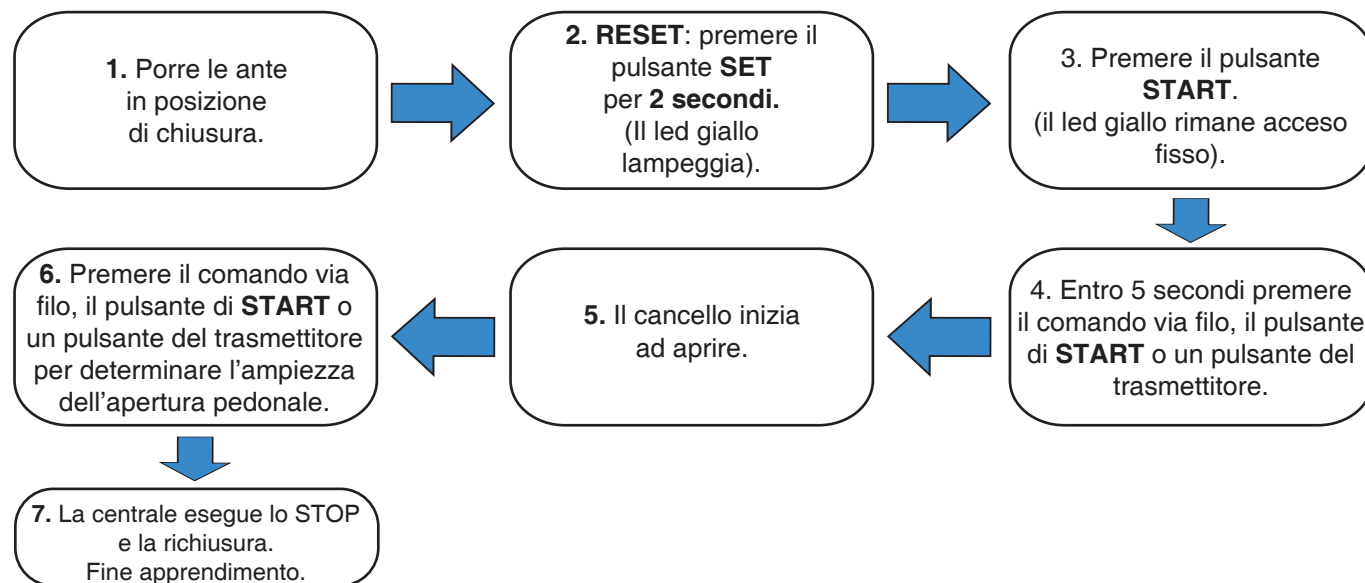 1. Porre le ante
in posizione
di chiusura.
2. RESET: premere il
pulsante SET
per 2 secondi.
(Il led giallo
lampeggia).
3. Premere il pulsante
START.
(il led giallo rimane acceso
fisso).
4. Entro 5 secondi premere
il comando via filo, il pulsante
di START o un pulsante del
trasmettitore.
5. Il cancello inizia
ad aprire.
6. Premere il comando via
filo, il pulsante di START o
un pulsante del trasmettitore
per determinare l’ampiezza
dell’apertura pedonale.
7. La centrale esegue lo STOP
e la richiusura.
Fine apprendimento.